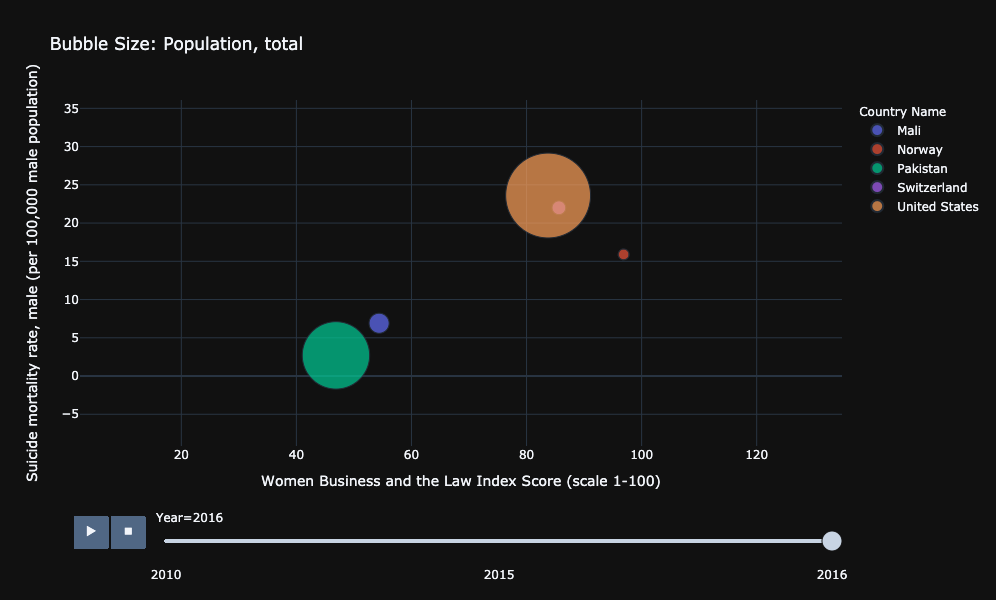 Bubble Size: Population, total
Suicide mortality rate, male (per 100,000 male population)
35
30
25
20
15
10
5
0
−5
20
40
60
80
100
120
Women Business and the Law Index Score (scale 1-100)
Country Name
Mali
Norway
Pakistan
Switzerland
United States
Year=2016
2010
2015
2016